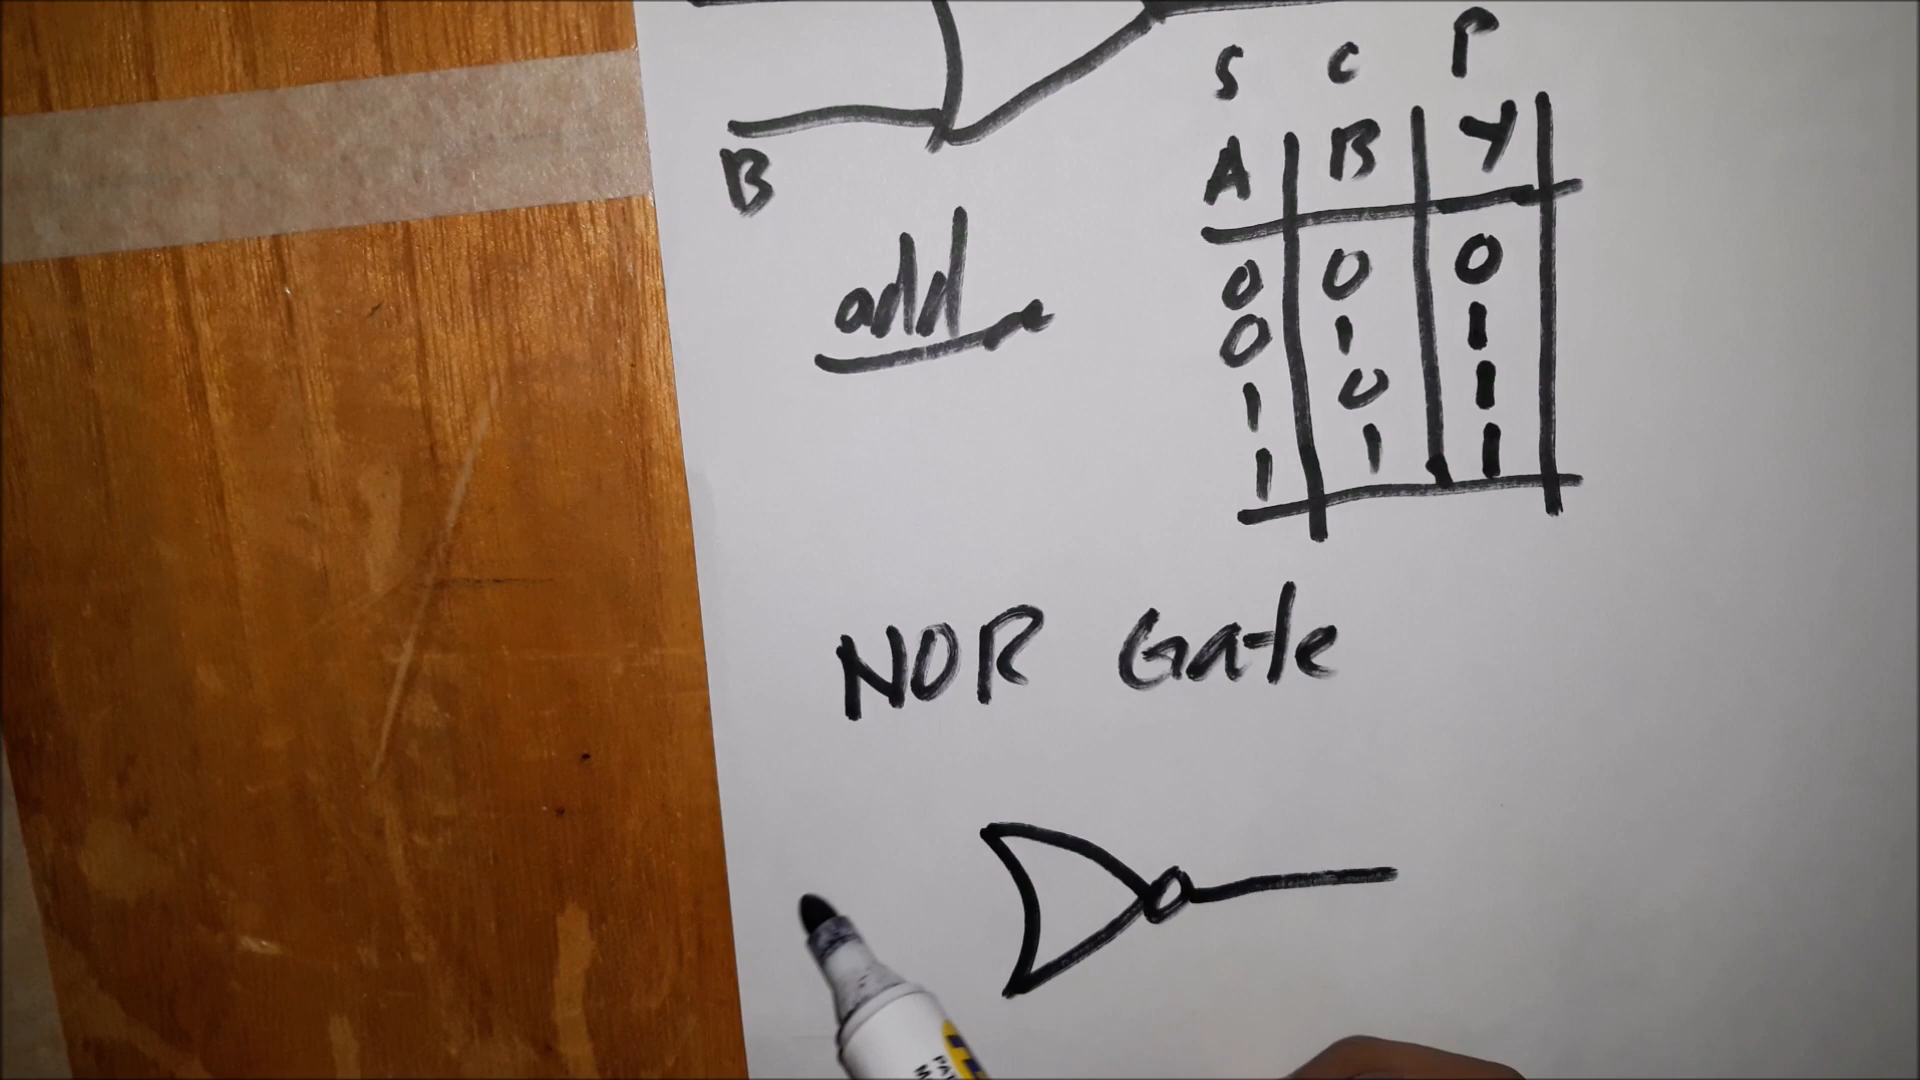 S C P
A B Y
B
0 0 0
0 1 1
add
1 0 1
1 1 1
NOR Gate